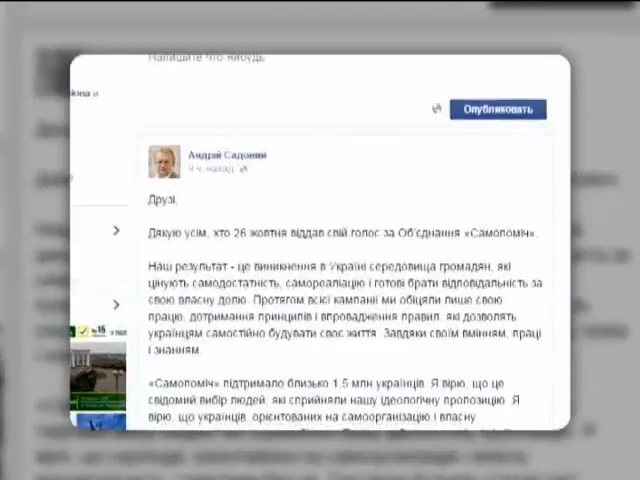 Напишите что-нибудь
Опубликовать
Андрій Садовий
9 ч. назад
Друзі,
Дякую усім, хто 26 жовтня віддав свій голос за Об'єднання «Самопоміч».
Наш результат - це виникнення в Україні середовища громадян, які
цінують самодостатність, самореалізацію і готові брати відповідальність за
свою власну долю. Протягом всієї кампанії ми обіцяли лише свою
працю, дотримання принципів і впровадження правил, які дозволять
українцям самостійно будувати своє життя. Завдяки своїм вмінням, праці
і знанням.
№16
«Самопоміч» підтримало близько 1,5 млн українців. Я вірю, що це
свідомий вибір людей, які сприйняли нашу ідеологічну пропозицію. Я
вірю, що українців, орієнтованих на самоорганізацію і власну